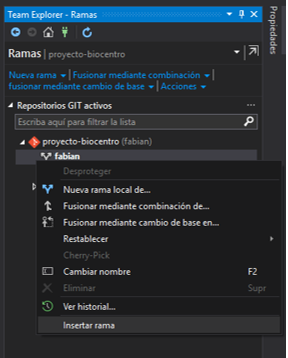 Team Explorer - Ramas
Ramas | proyecto-biocentro
Nueva rama Fusionar mediante combinación
fusionar mediante cambio de base Acciones
Repositorios GIT activos
Escriba aquí para filtrar la lista
proyecto-biocentro (fabian)
fabian
Desproteger
Nueva rama local de...
Fusionar mediante combinación de...
Fusionar mediante cambio de base en...
Restablecer
Cherry-Pick
Cambiar nombre F2
Eliminar Supr
Ver historial...
Insertar rama
Propiedades